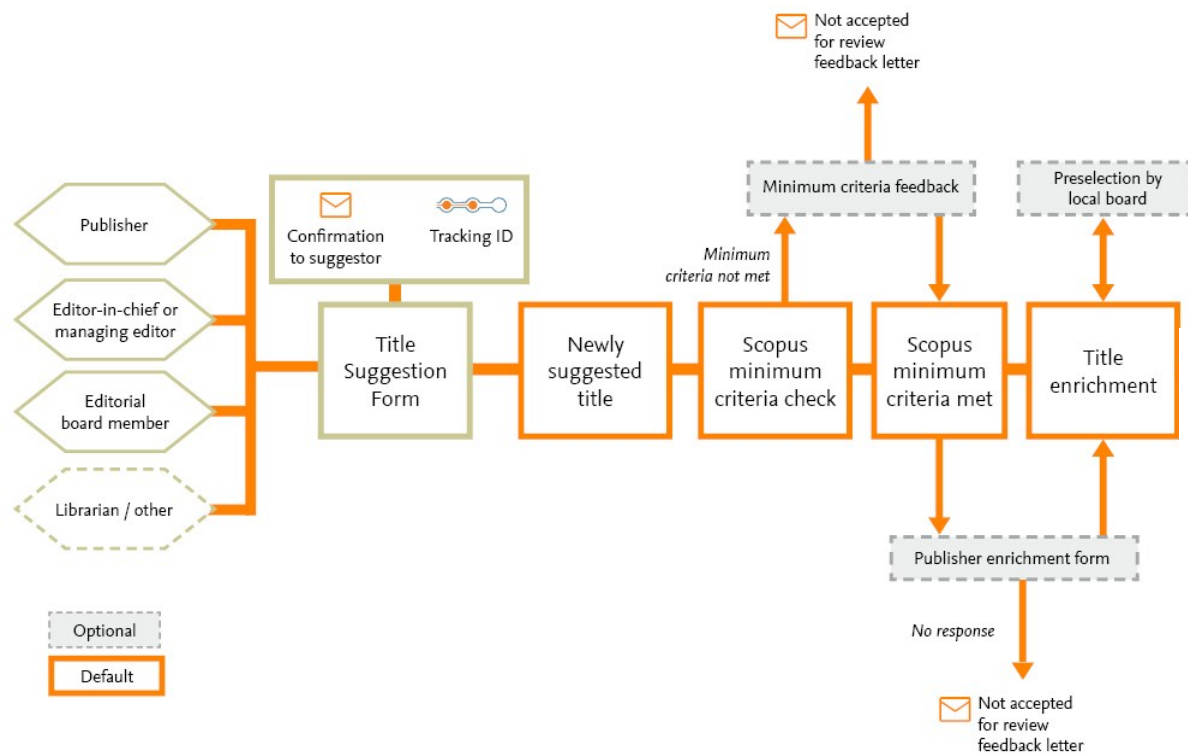 Not accepted
for review
feedback letter
Minimum criteria feedback
Preselection by
local board
Publisher
Confirmation
to suggestor
Tracking ID
Minimum
criteria not met
Editor-in-chief or
managing editor
Title
Suggestion
Form
Newly
suggested
title
Scopus
minimum
criteria check
Scopus
minimum
criteria met
Title
enrichment
Editorial
board member
Librarian / other
Publisher enrichment form
Optional
Default
No response
Not accepted
for review
feedback letter